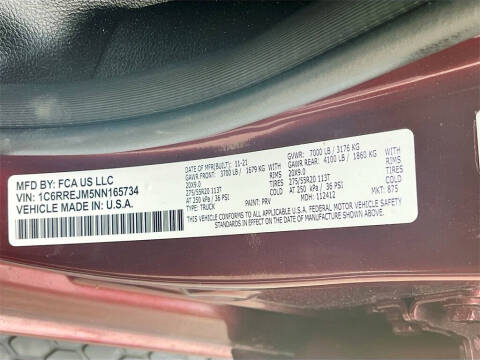 MFD BY: FCA US LLC
VIN: 1C6RREJM5NN165734
VEHICLE MADE IN: U.S.A.
DATE OF MFR(BUILT): 11-21
GAWR FRONT: 3700 LB / 1679 KG WITH
20X9.0 RIMS
275/55R20 113T TIRES
AT 250 kPa / 36 PSI
TYPE: TRUCK
PAINT: PRV
GVWR: 7000 LB / 3176 KG
GAWR REAR: 4100 LB / 1860 KG WITH
20X9.0 RIMS
275/55R20 113T TIRES
AT 250 kPa / 36 PSI
MDH: 112412 MKT: 875
THIS VEHICLE CONFORMS TO ALL APPLICABLE U.S.A. FEDERAL MOTOR VEHICLE SAFETY
STANDARDS IN EFFECT ON THE DATE OF MANUFACTURE SHOWN ABOVE.